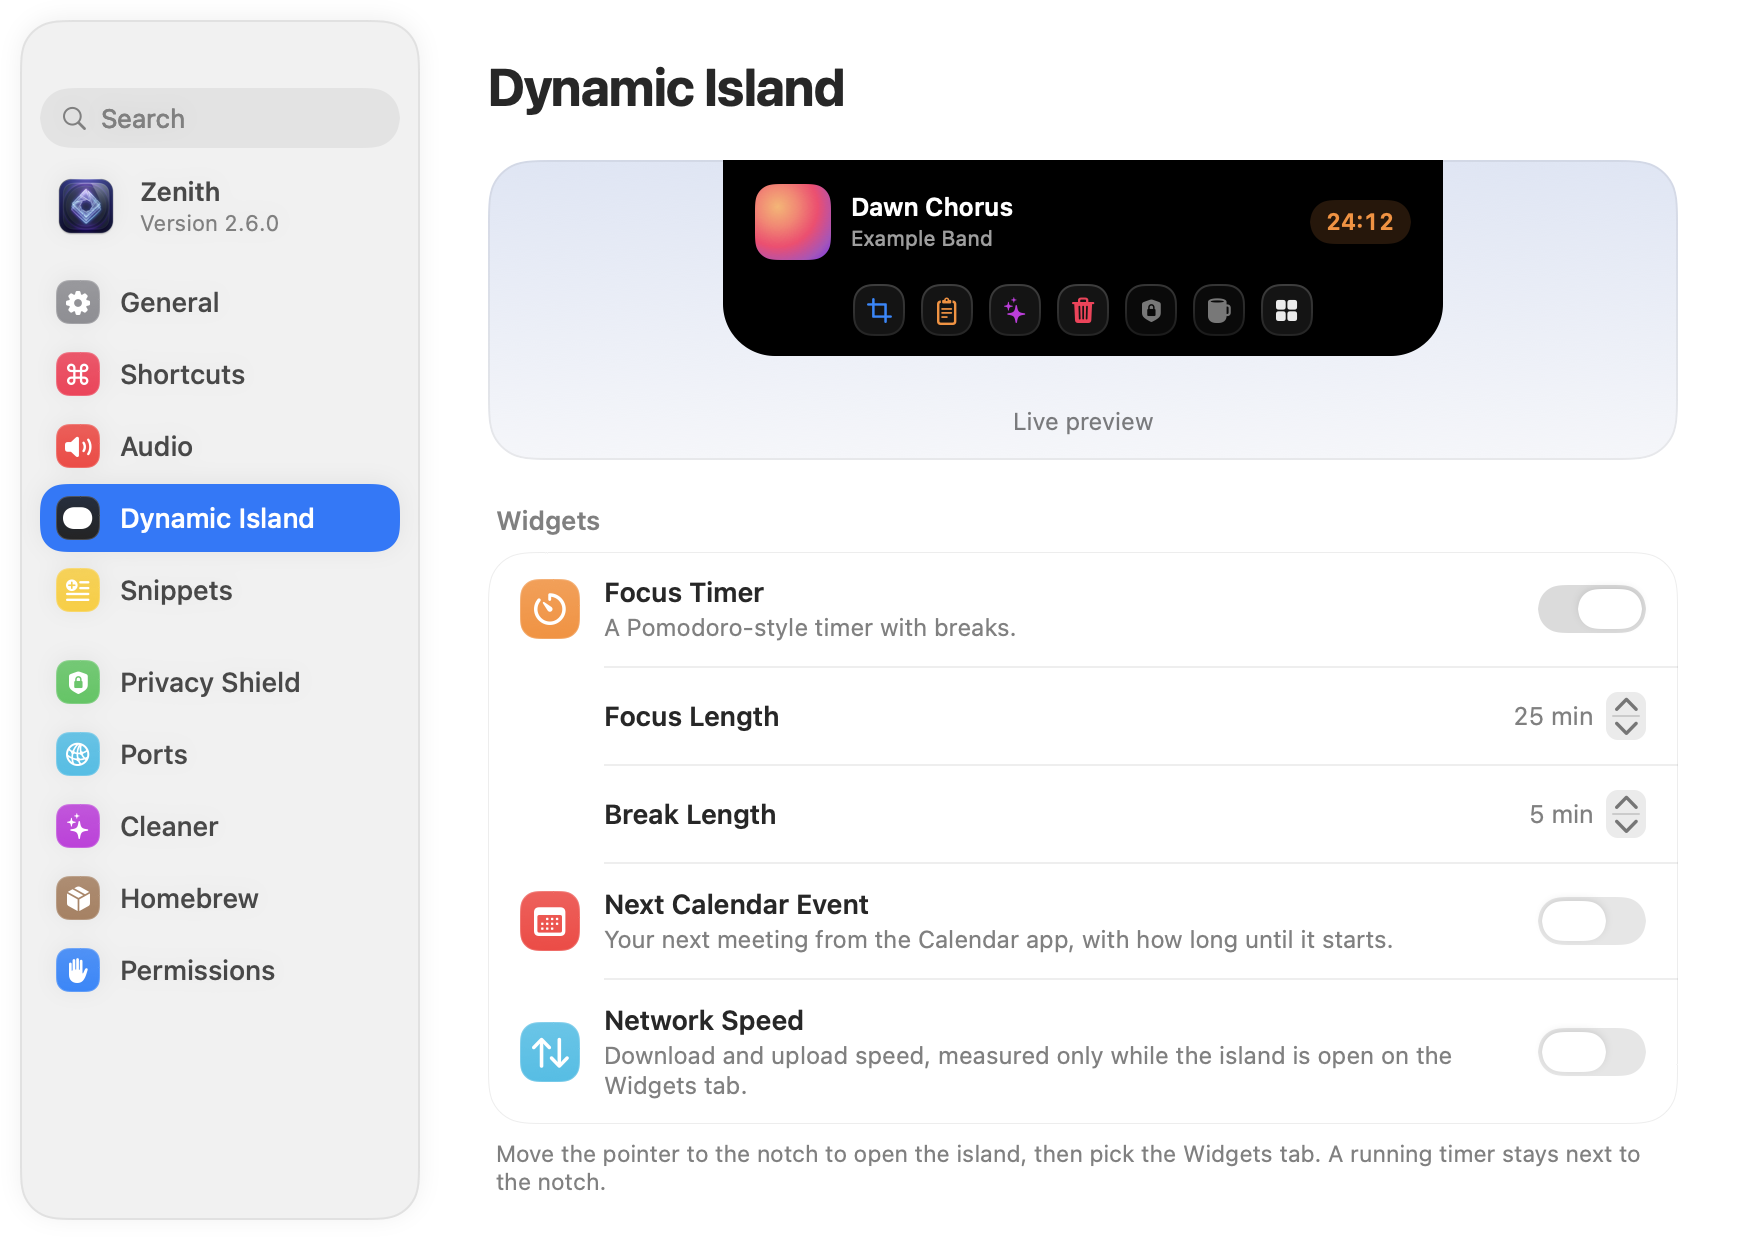 Search
Zenith
Version 2.6.0
General
Shortcuts
Audio
Dynamic Island
Snippets
Privacy Shield
Ports
Cleaner
Homebrew
Permissions
Dynamic Island
Dawn Chorus
Example Band
24:12
Live preview
Widgets
Focus Timer
A Pomodoro-style timer with breaks.
Focus Length
25 min
Break Length
5 min
Next Calendar Event
Your next meeting from the Calendar app, with how long until it starts.
Network Speed
Download and upload speed, measured only while the island is open on the
Widgets tab.
Move the pointer to the notch to open the island, then pick the Widgets tab. A running timer stays next to
the notch.